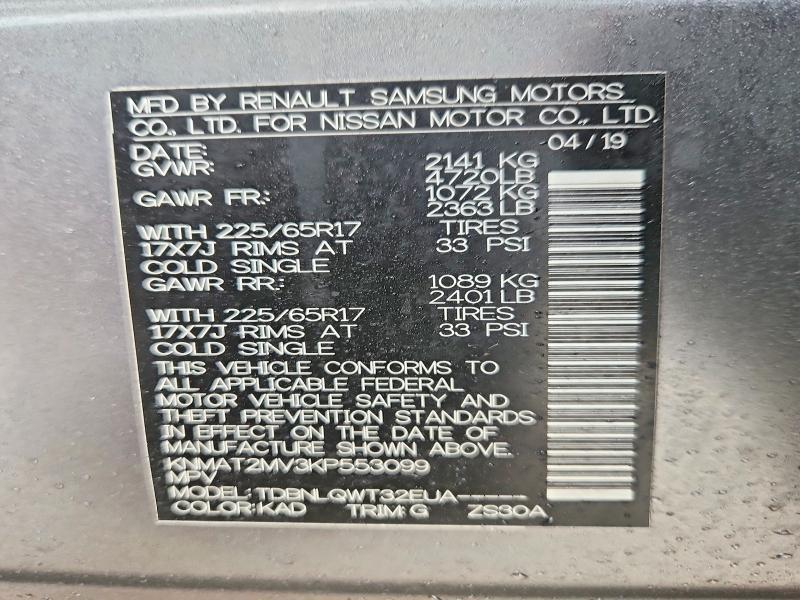 MFD BY RENAULT SAMSUNG MOTORS
CO., LTD. FOR NISSAN MOTOR CO., LTD.
DATE: 04/19
GVWR: 2141 KG
4720LB
GAWR FR: 1072 KG
2363 LB
WITH 225/65R17 TIRES
17X7J RIMS AT 33 PSI
COLD SINGLE
GAWR RR: 1089 KG
2401 LB
WITH 225/65R17 TIRES
17X7J RIMS AT 33 PSI
COLD SINGLE
THIS VEHICLE CONFORMS TO
ALL APPLICABLE FEDERAL
MOTOR VEHICLE SAFETY AND
THEFT PREVENTION STANDARDS
IN EFFECT ON THE DATE OF
MANUFACTURE SHOWN ABOVE.
KNMAT2MV3KP553099
MPV
MODEL: TDBNLQWT32EUA------
COLOR:KAD TRIM:G ZS30A